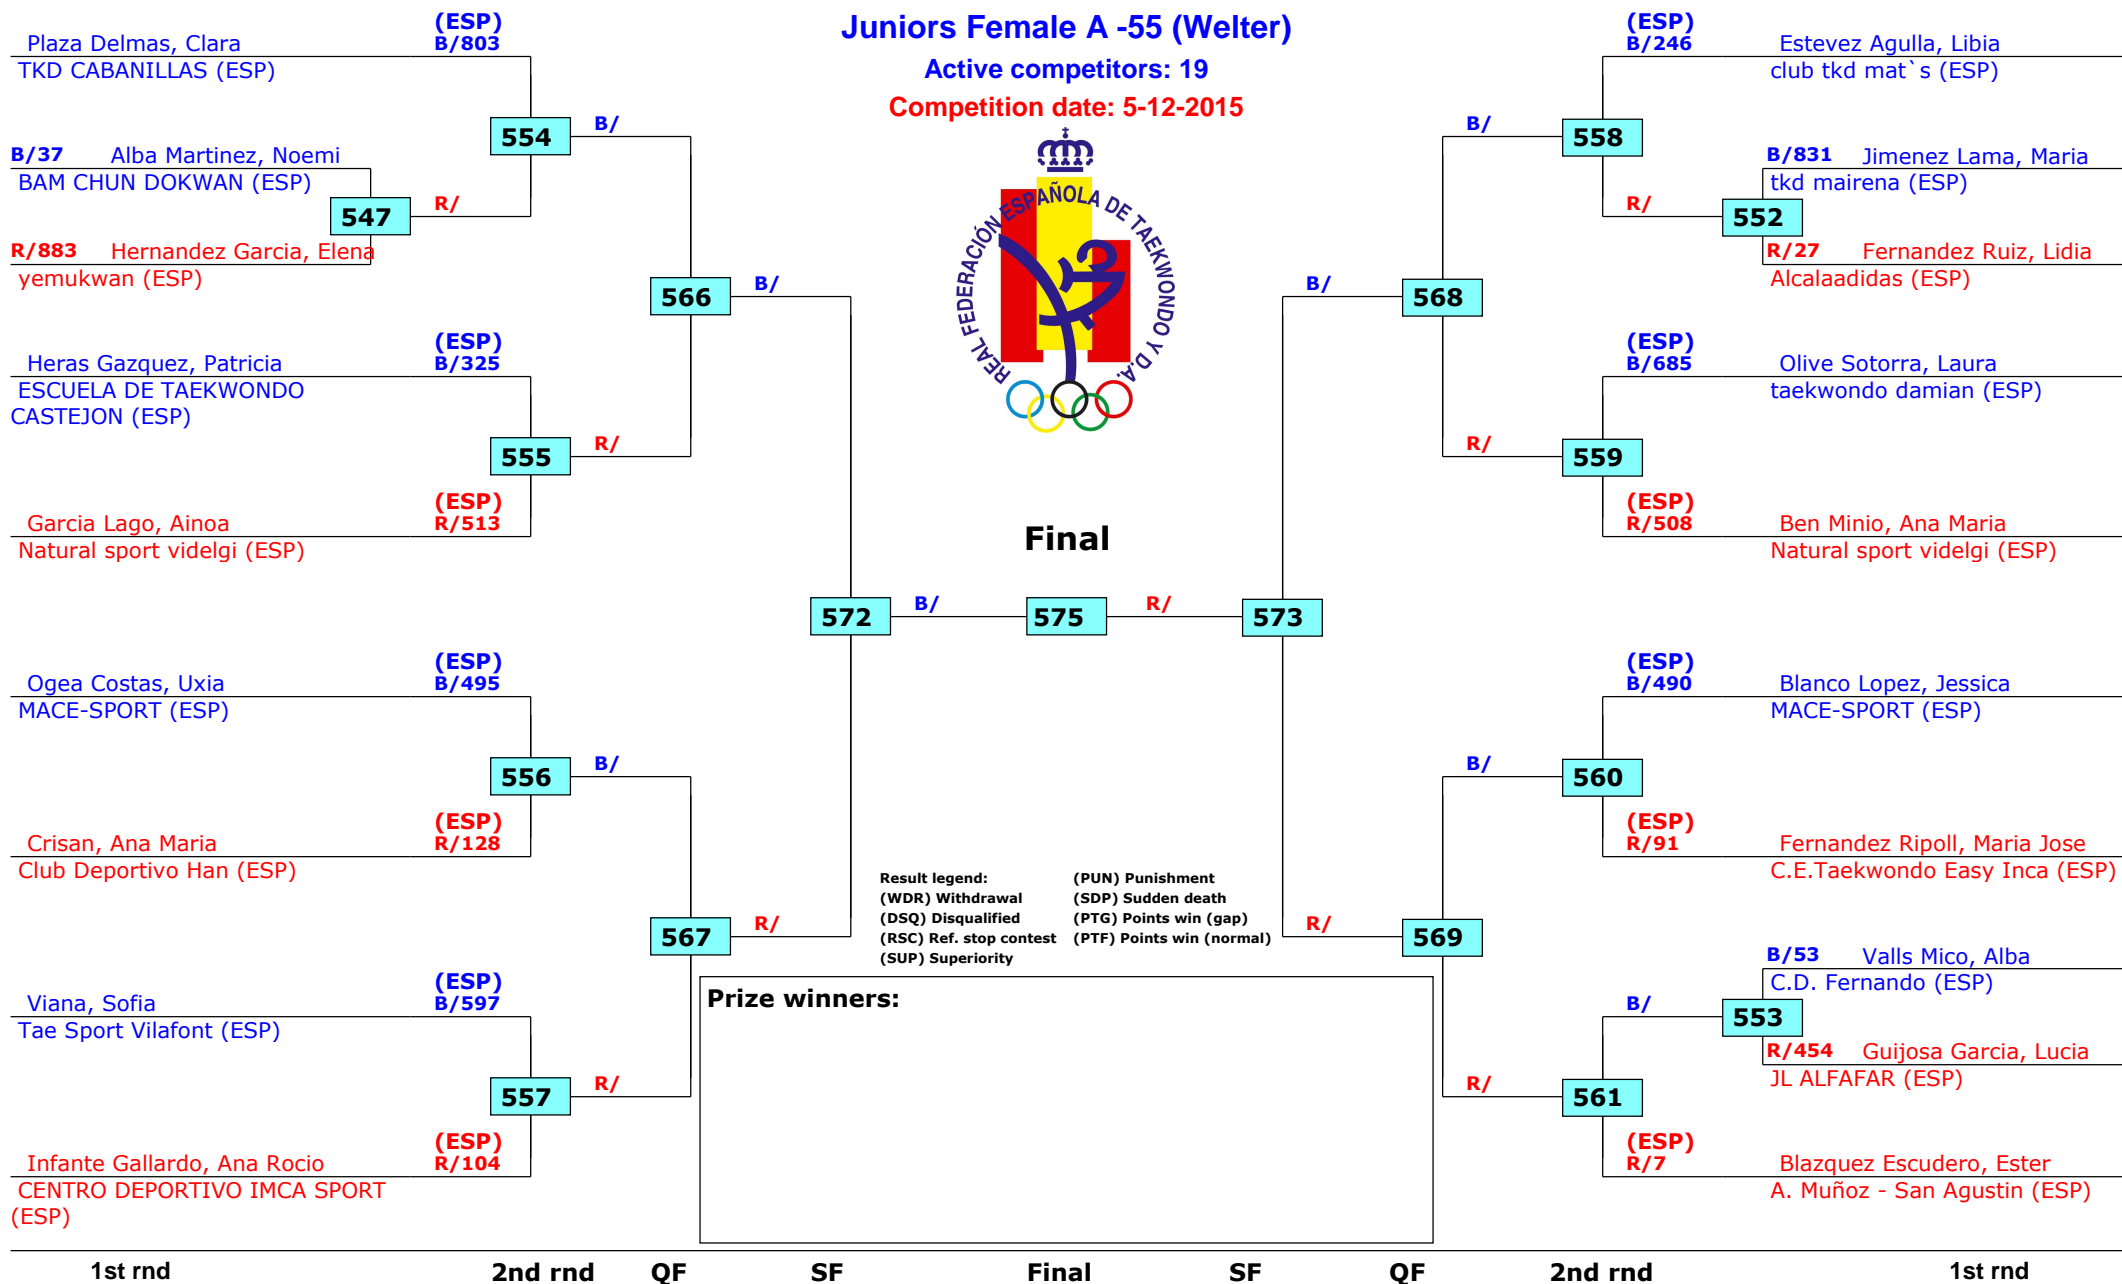 Juniors Female A -55 (Welter)
Active competitors: 19
Competition date: 5-12-2015
REAL FEDERACIÓN ESPAÑOLA DE TAEKWONDO Y D.A.
(ESP)
Plaza Delmas, Clara B/803
TKD CABANILLAS (ESP)
554
B/
B/37 Alba Martinez, Noemi
BAM CHUN DOKWAN (ESP)
547
R/
R/883 Hernandez Garcia, Elena
yemukwan (ESP)
566
B/
(ESP)
Heras Gazquez, Patricia B/325
ESCUELA DE TAEKWONDO
CASTEJON (ESP)
555
R/
(ESP)
Garcia Lago, Ainoa R/513
Natural sport videlgi (ESP)
572
B/
(ESP)
Ogea Costas, Uxia B/495
MACE-SPORT (ESP)
556
B/
(ESP)
Crisan, Ana Maria R/128
Club Deportivo Han (ESP)
567
R/
(ESP)
Viana, Sofia B/597
Tae Sport Vilafont (ESP)
557
R/
(ESP)
Infante Gallardo, Ana Rocio R/104
CENTRO DEPORTIVO IMCA SPORT
(ESP)
Final
575
R/
573
(ESP)
B/246 Estevez Agulla, Libia
club tkd mat`s (ESP)
B/
558
B/831 Jimenez Lama, Maria
tkd mairena (ESP)
R/
552
R/27 Fernandez Ruiz, Lidia
Alcalaadidas (ESP)
B/
568
(ESP)
B/685 Olive Sotorra, Laura
taekwondo damian (ESP)
R/
559
(ESP)
R/508 Ben Minio, Ana Maria
Natural sport videlgi (ESP)
(ESP)
B/490 Blanco Lopez, Jessica
MACE-SPORT (ESP)
B/
560
(ESP)
R/91 Fernandez Ripoll, Maria Jose
C.E.Taekwondo Easy Inca (ESP)
R/
569
B/53 Valls Mico, Alba
C.D. Fernando (ESP)
B/
553
R/454 Guijosa Garcia, Lucia
JL ALFAFAR (ESP)
R/
561
(ESP)
R/7 Blazquez Escudero, Ester
A. Muñoz - San Agustin (ESP)
Result legend: (PUN) Punishment
(WDR) Withdrawal (SDP) Sudden death
(DSQ) Disqualified (PTG) Points win (gap)
(RSC) Ref. stop contest (PTF) Points win (normal)
(SUP) Superiority
Prize winners:
1st rnd 2nd rnd QF SF Final SF QF 2nd rnd 1st rnd